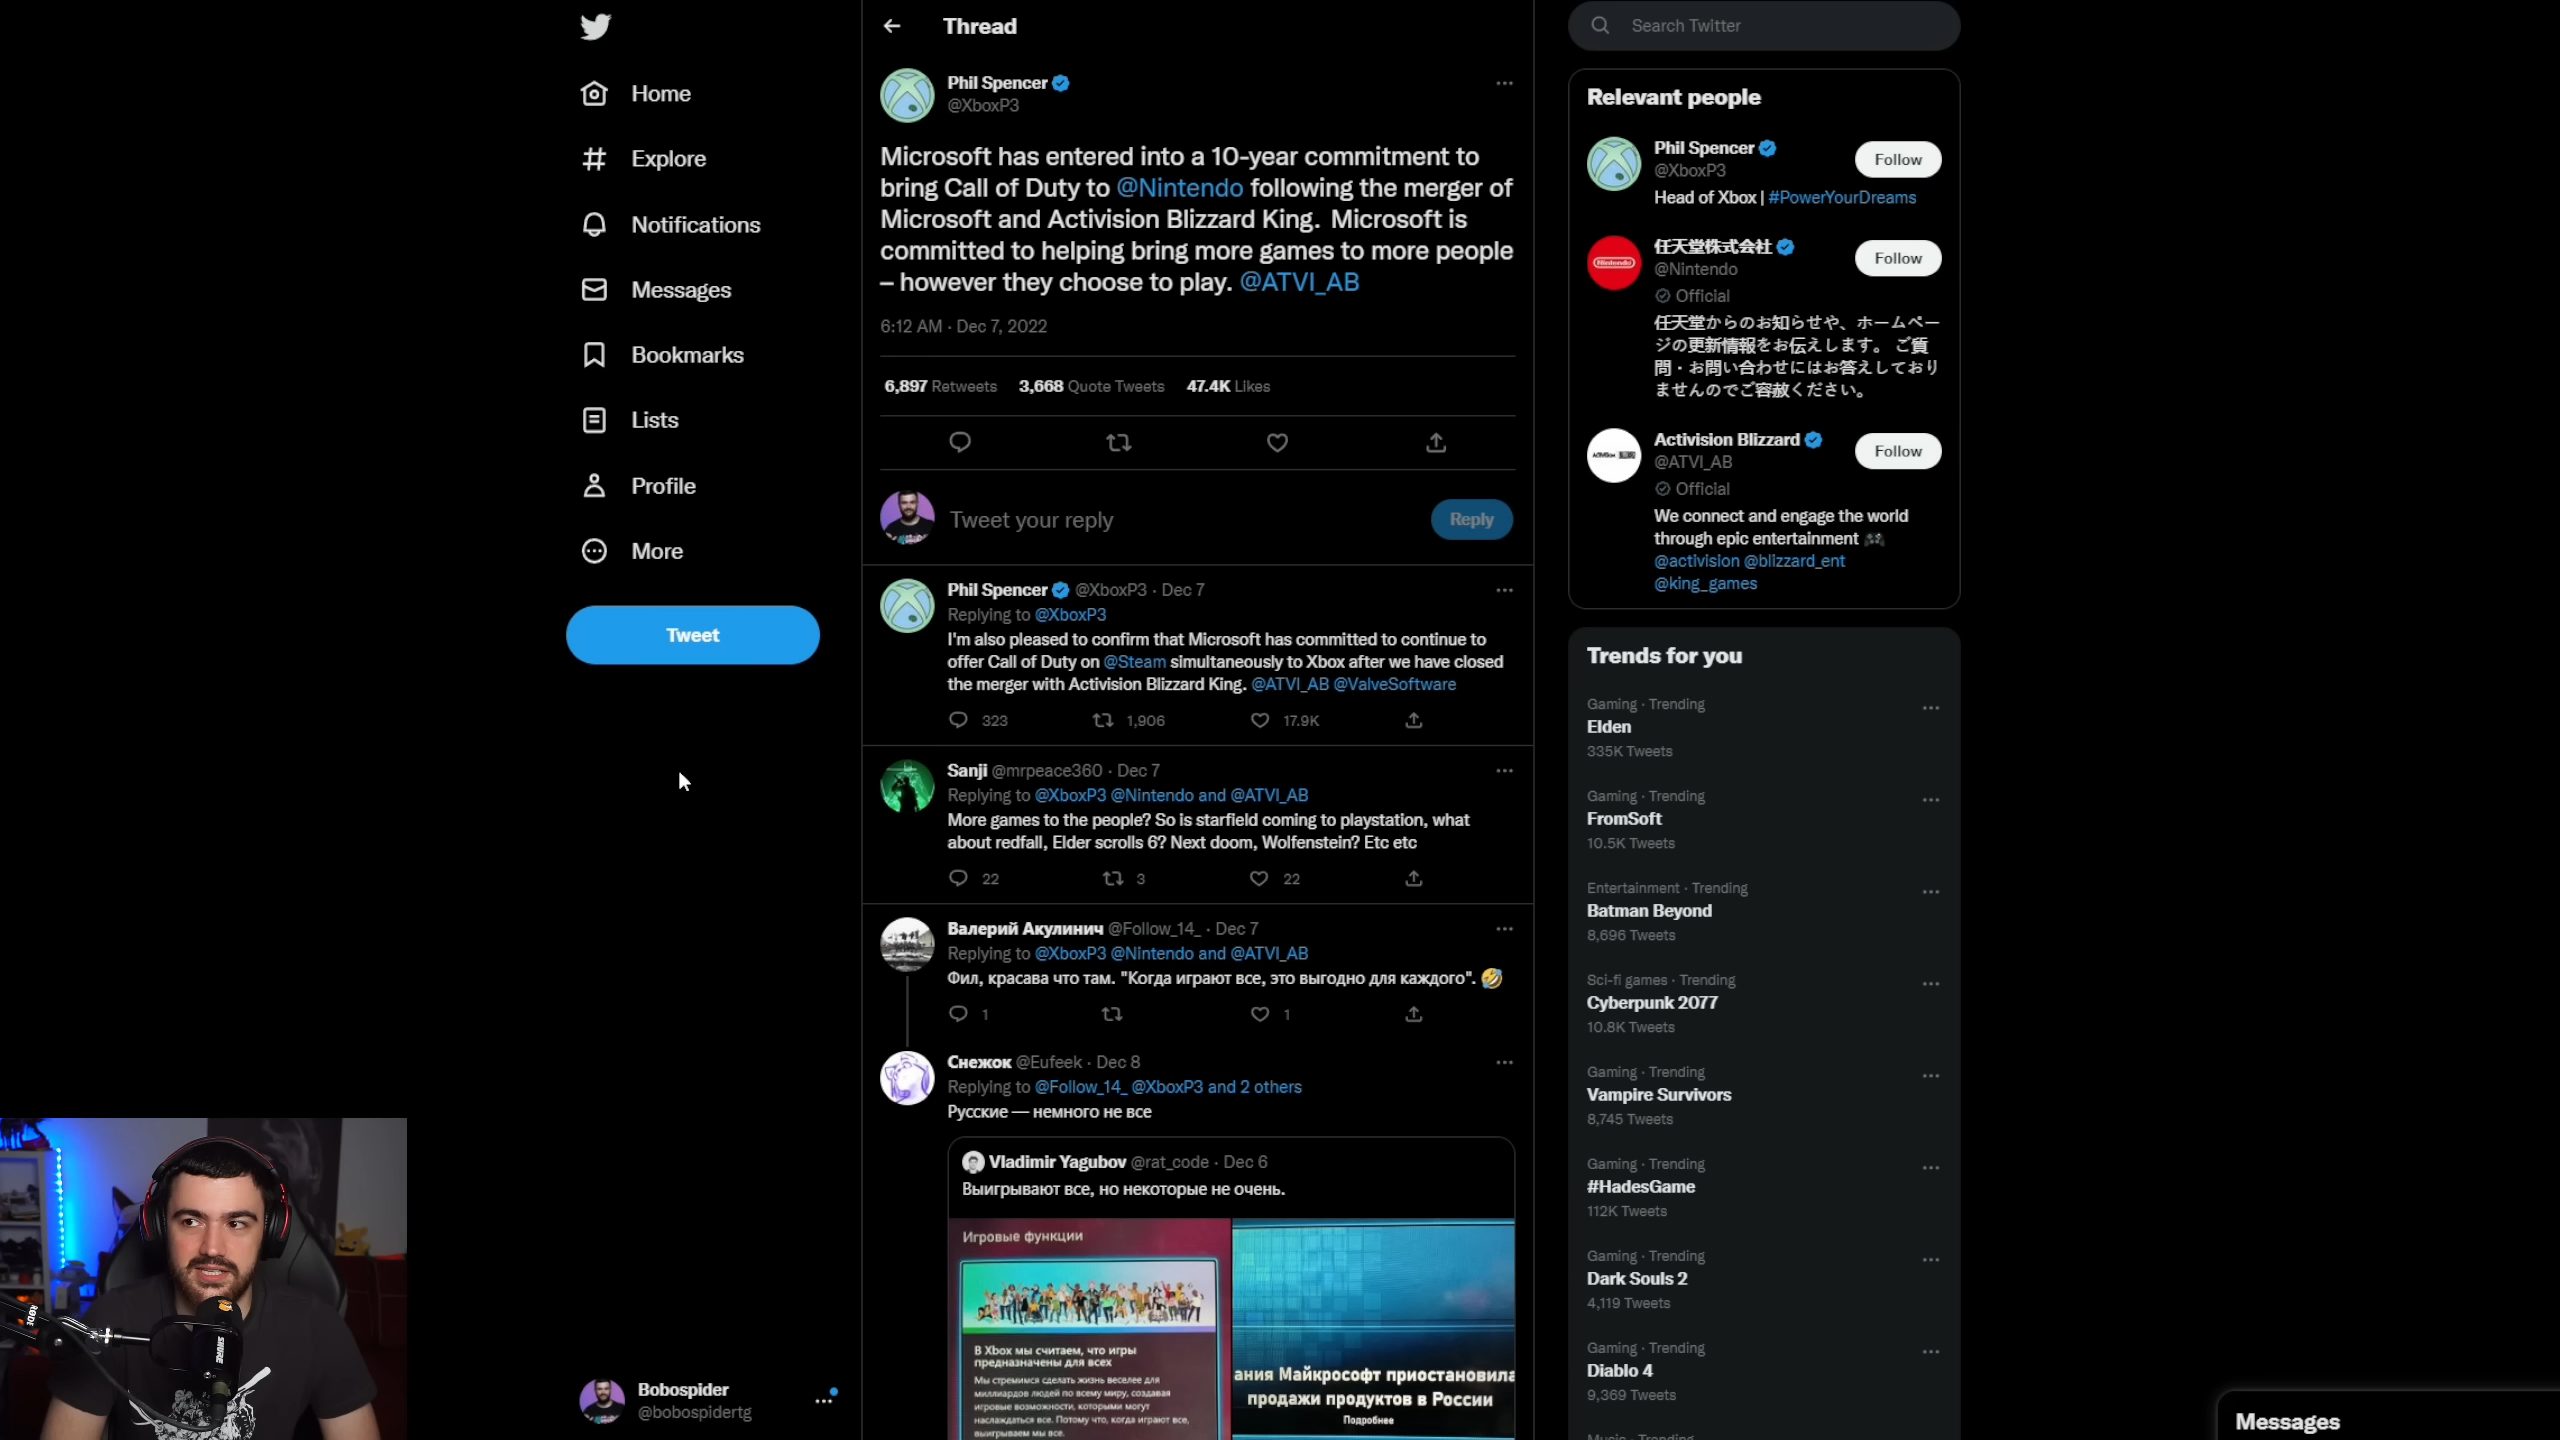 Home
Explore
Notifications
Messages
Bookmarks
Lists
Profile
More
Tweet
Bobospider
@bobospidertg
Thread
Phil Spencer
@XboxP3
Microsoft has entered into a 10-year commitment to
bring Call of Duty to @Nintendo following the merger of
Microsoft and Activision Blizzard King. Microsoft is
committed to helping bring more games to more people
– however they choose to play. @ATVI_AB
6:12 AM · Dec 7, 2022
6,897 Retweets 3,668 Quote Tweets 47.4K Likes
Tweet your reply
Reply
Phil Spencer @XboxP3 · Dec 7
Replying to @XboxP3
I'm also pleased to confirm that Microsoft has committed to continue to
offer Call of Duty on @Steam simultaneously to Xbox after we have closed
the merger with Activision Blizzard King. @ATVI_AB @ValveSoftware
323 1,906 17.9K
Sanji @mrpeace360 · Dec 7
Replying to @XboxP3 @Nintendo and @ATVI_AB
More games to the people? So is starfield coming to playstation, what
about redfall, Elder scrolls 6? Next doom, Wolfenstein? Etc etc
22 3 22
Валерий Акулинич @Follow_14_ · Dec 7
Replying to @XboxP3 @Nintendo and @ATVI_AB
Фил, красава что там. "Когда играют все, это выгодно для каждого". 🤣
1 1
Снежок @Eufeek · Dec 8
Replying to @Follow_14_ @XboxP3 and 2 others
Русские — немного не все
Vladimir Yagubov @rat_code · Dec 6
Выигрывают все, но некоторые не очень.
Игровые функции
В Xbox мы считаем, что игры
предназначены для всех
Мы стремимся сделать жизнь веселее для
миллиардов людей по всему миру, создавая
игровые возможности, которыми могут
наслаждаться все. Потому что, когда играют все,
выигрываем мы все.
ания Майкрософт приостановила
продажи продуктов в России
Подробнее
Search Twitter
Relevant people
Phil Spencer
@XboxP3
Follow
Head of Xbox | #PowerYourDreams
Nintendo
任天堂株式会社
@Nintendo
Follow
Official
任天堂からのお知らせや、ホームペー
ジの更新情報をお伝えします。 ご質
問・お問い合わせにはお答えしており
ませんのでご容赦ください。
Activision Blizzard
@ATVI_AB
Follow
Official
We connect and engage the world
through epic entertainment 🎮
@activision @blizzard_ent
@king_games
Trends for you
Gaming · Trending
Elden
335K Tweets
Gaming · Trending
FromSoft
10.5K Tweets
Entertainment · Trending
Batman Beyond
8,696 Tweets
Sci-fi games · Trending
Cyberpunk 2077
10.8K Tweets
Gaming · Trending
Vampire Survivors
8,745 Tweets
Gaming · Trending
#HadesGame
112K Tweets
Gaming · Trending
Dark Souls 2
4,119 Tweets
Gaming · Trending
Diablo 4
9,369 Tweets
Music · Trending
Messages
RØDE
SHURE